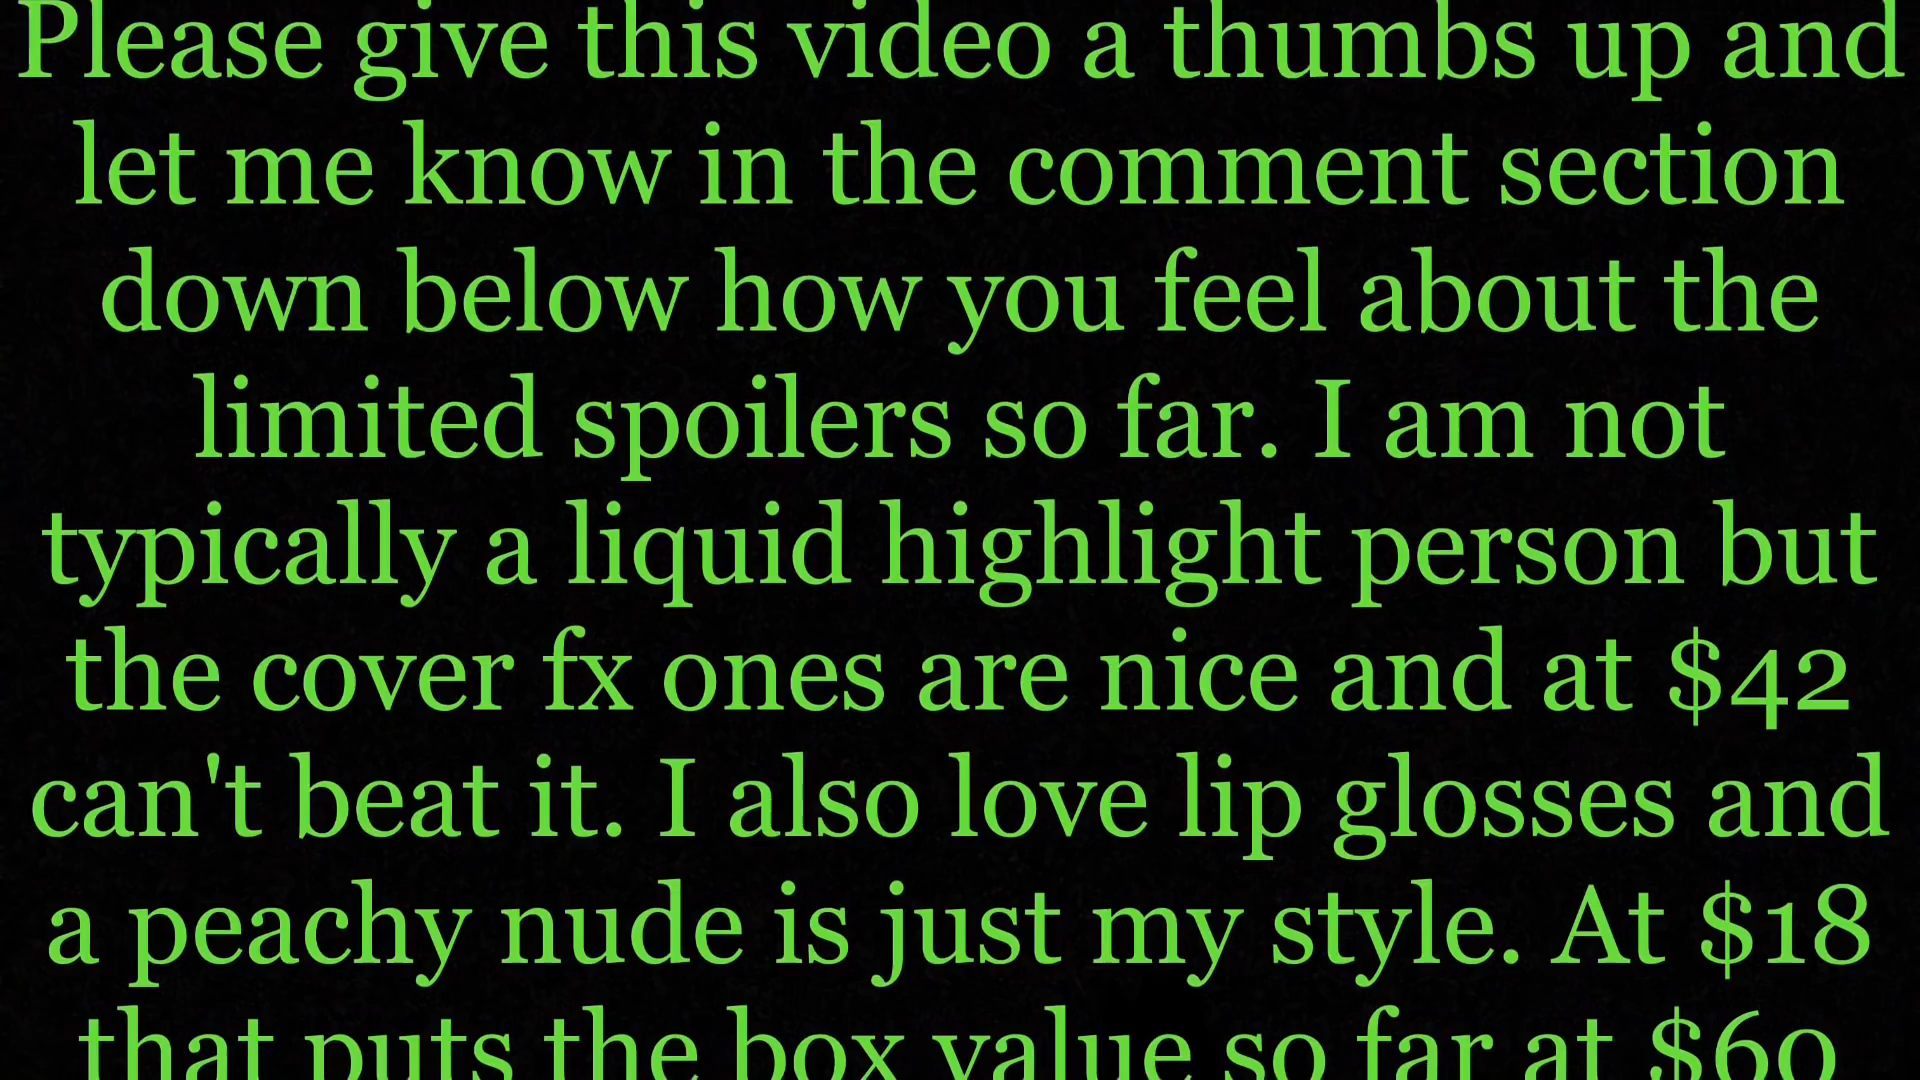 Please give this video a thumbs up and
let me know in the comment section
down below how you feel about the
limited spoilers so far. I am not
typically a liquid highlight person but
the cover fx ones are nice and at $42
can't beat it. I also love lip glosses and
a peachy nude is just my style. At $18
that puts the box value so far at $60